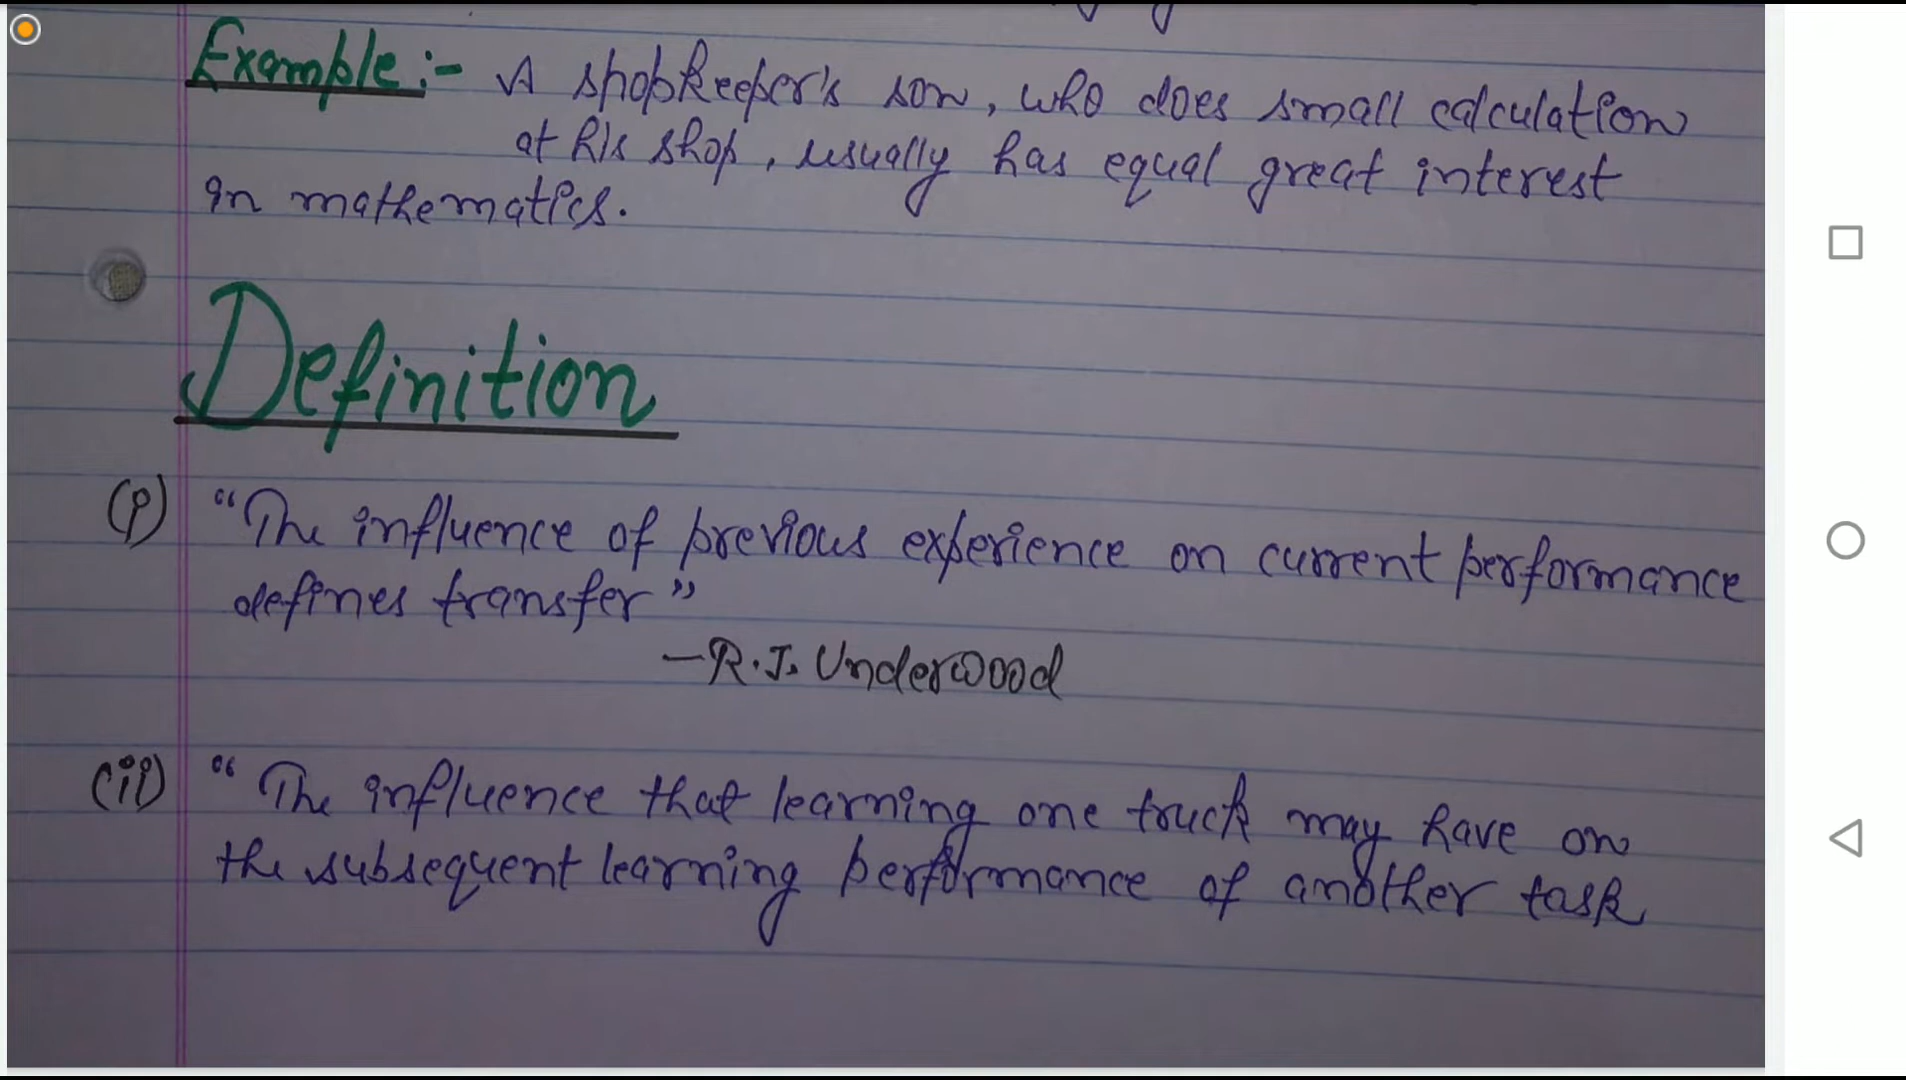 Example:- A shopkeeper's son, who does small calculation
at his shop, usually has equal great interest
in mathematics.
Definition
(i) "The influence of previous experience on current performance
defines transfer"
-R.J. Underwood
(ii) "The influence that learning one truck may have on
the subsequent learning performance of another task